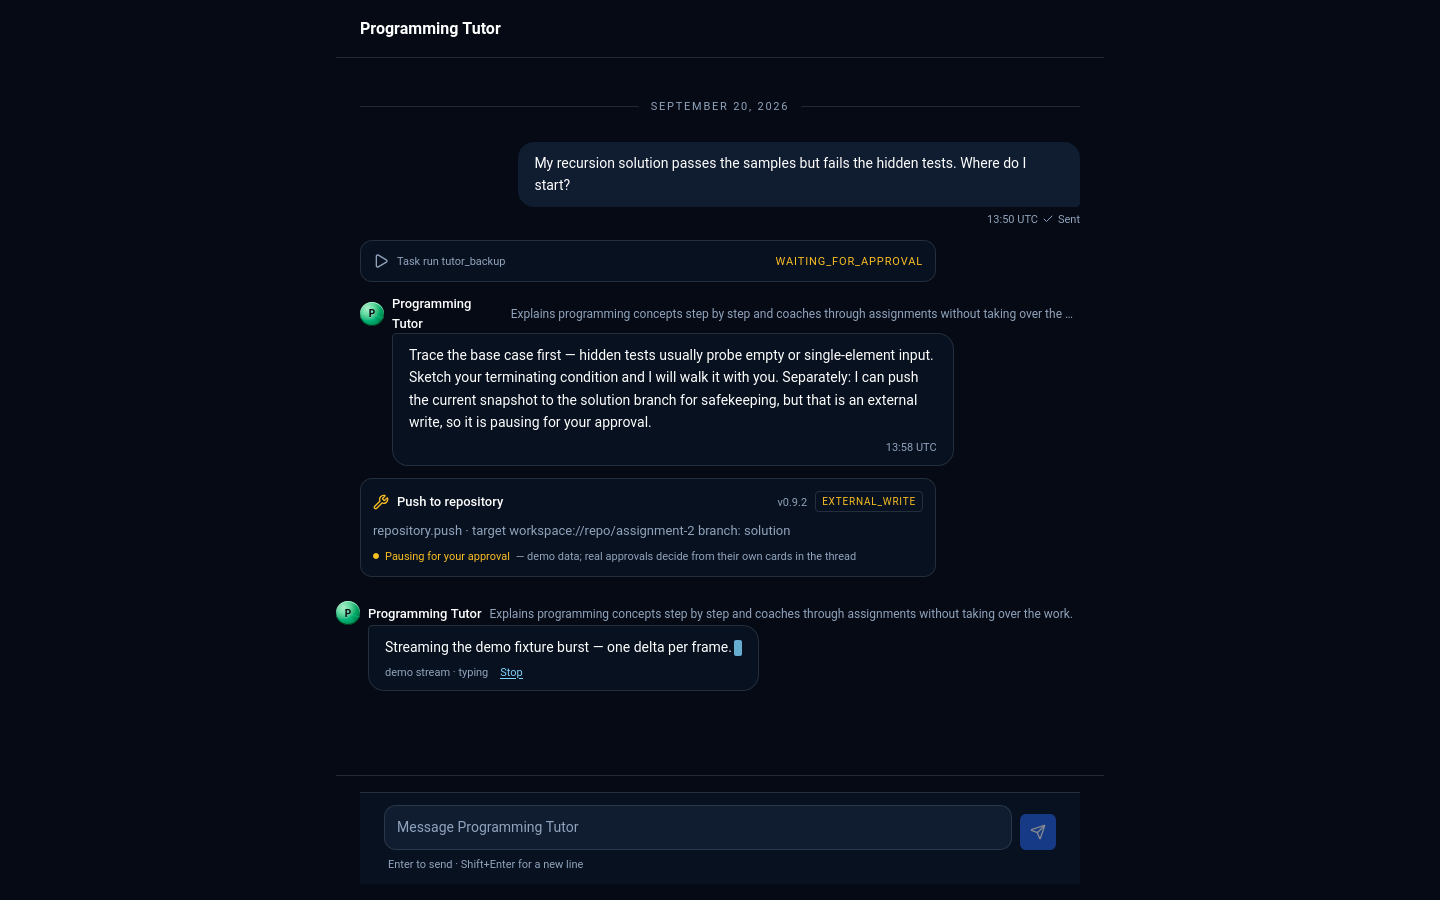 Programming Tutor
SEPTEMBER 20, 2026
My recursion solution passes the samples but fails the hidden tests. Where do I
start?
13:50 UTC ✓ Sent
Task run tutor_backup WAITING_FOR_APPROVAL
P Programming
Tutor
Explains programming concepts step by step and coaches through assignments without taking over the …
Trace the base case first — hidden tests usually probe empty or single-element input.
Sketch your terminating condition and I will walk it with you. Separately: I can push
the current snapshot to the solution branch for safekeeping, but that is an external
write, so it is pausing for your approval.
13:58 UTC
Push to repository v0.9.2 EXTERNAL_WRITE
repository.push · target workspace://repo/assignment-2 branch: solution
Pausing for your approval — demo data; real approvals decide from their own cards in the thread
P Programming Tutor Explains programming concepts step by step and coaches through assignments without taking over the work.
Streaming the demo fixture burst — one delta per frame.
demo stream · typing Stop
Message Programming Tutor
Enter to send · Shift+Enter for a new line